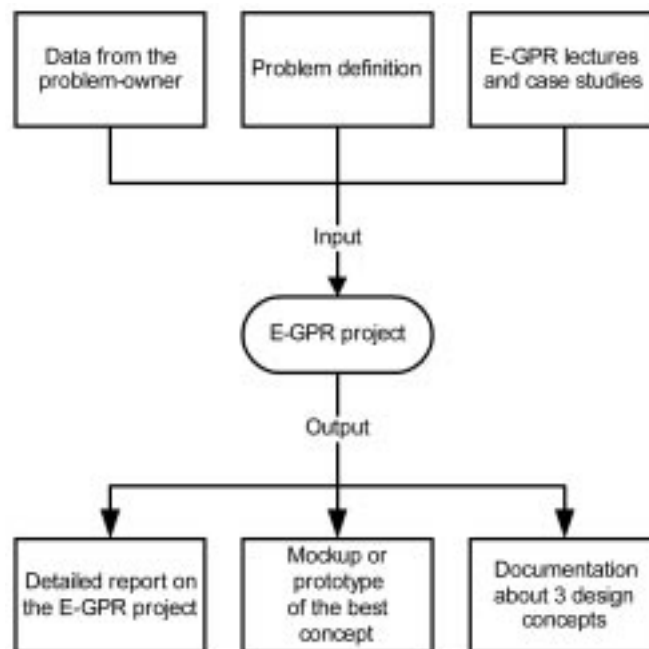 Data from the
problem-owner
Problem definition
E-GPR lectures
and case studies
Input
E-GPR project
Output
Detailed report on
the E-GPR project
Mockup or
prototype
of the best
concept
Documentation
about 3 design
concepts